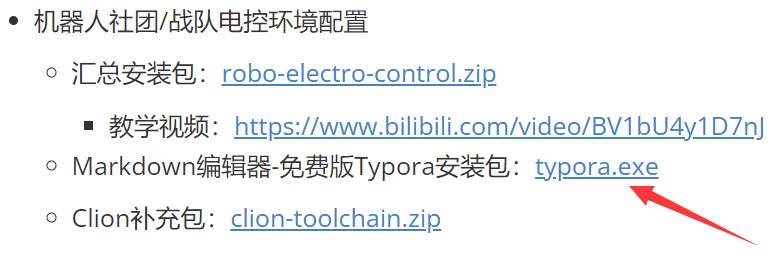 机器人社团/战队电控环境配置
汇总安装包：robo-electro-control.zip
教学视频：https://www.bilibili.com/video/BV1bU4y1D7nJ
Markdown编辑器-免费版Typora安装包：typora.exe
Clion补充包：clion-toolchain.zip